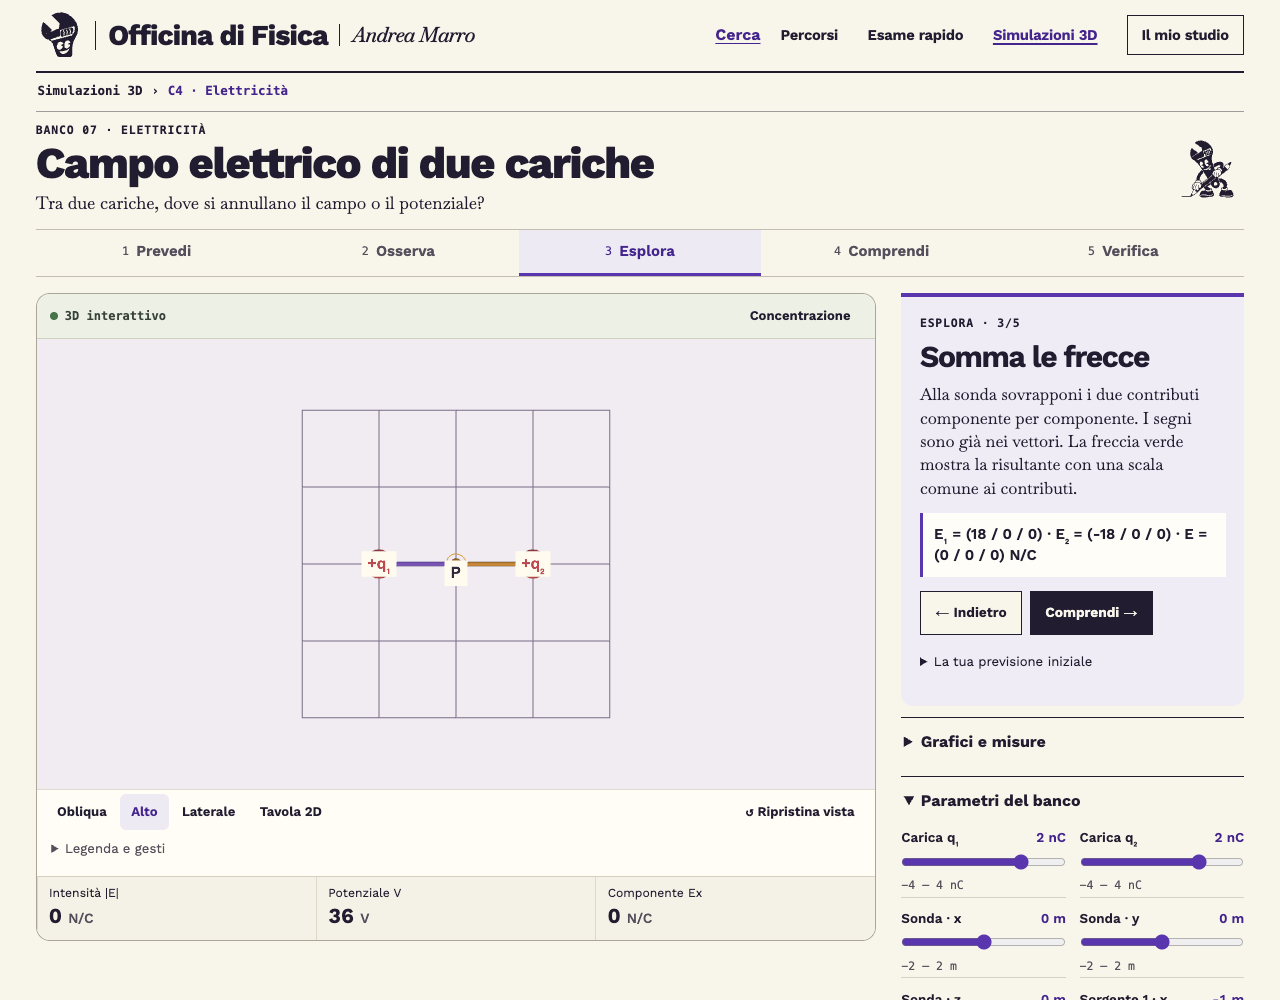 Officina di Fisica
Andrea Marro
Cerca
Percorsi
Esame rapido
Simulazioni 3D
Il mio studio
Simulazioni 3D › C4 · Elettricità
BANCO 07 · ELETTRICITÀ
Campo elettrico di due cariche
Tra due cariche, dove si annullano il campo o il potenziale?
1 Prevedi
2 Osserva
3 Esplora
4 Comprendi
5 Verifica
3D interattivo
Concentrazione
+q₁
P
+q₂
Obliqua
Alto
Laterale
Tavola 2D
↺ Ripristina vista
▶ Legenda e gesti
Intensità |E|
0 N/C
Potenziale V
36 V
Componente Ex
0 N/C
ESPLORA · 3/5
Somma le frecce
Alla sonda sovrapponi i due contributi
componente per componente. I segni
sono già nei vettori. La freccia verde
mostra la risultante con una scala
comune ai contributi.
E₁ = (18 / 0 / 0) · E₂ = (-18 / 0 / 0) · E =
(0 / 0 / 0) N/C
← Indietro
Comprendi →
▶ La tua previsione iniziale
▶ Grafici e misure
▼ Parametri del banco
Carica q₁ 2 nC
−4 — 4 nC
Carica q₂ 2 nC
−4 — 4 nC
Sonda · x 0 m
−2 — 2 m
Sonda · y 0 m
−2 — 2 m
Sonda · z 0 m
Sorgente 1 · x -1 m